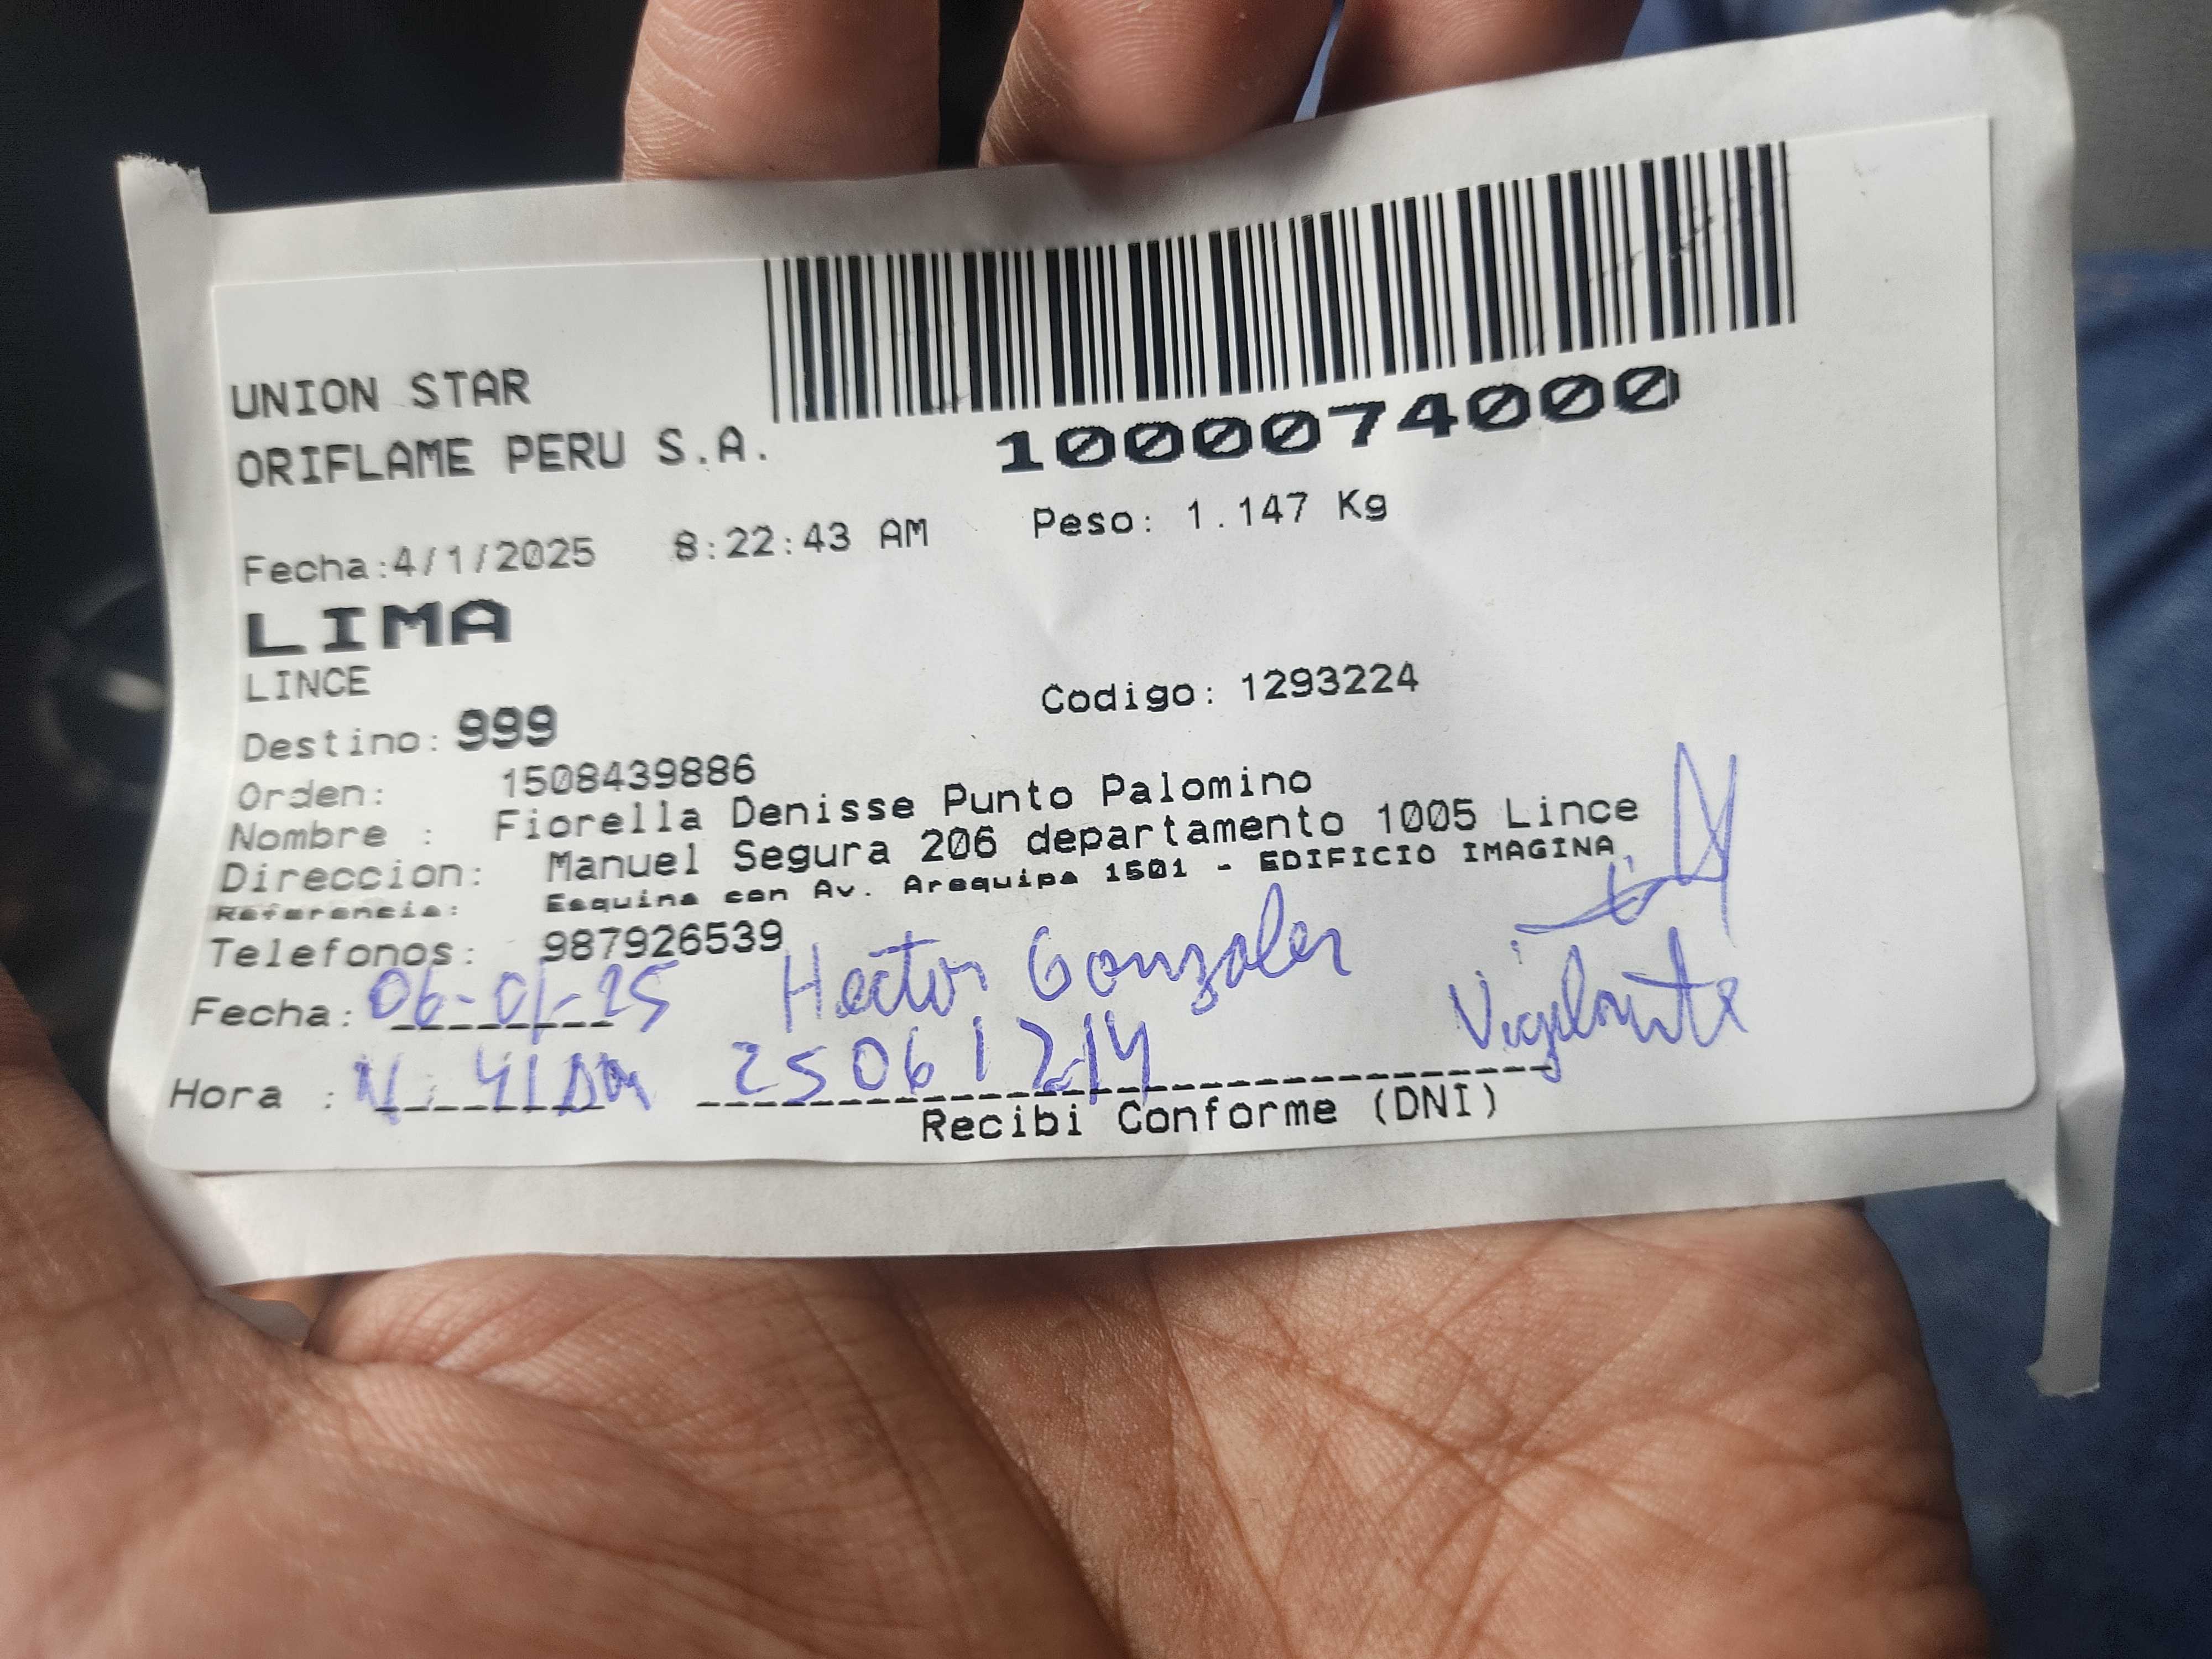 UNION STAR
ORIFLAME PERU S.A.
1000074000
Fecha:4/1/2025 8:22:43 AM Peso: 1.147 Kg
LIMA
LINCE
Codigo: 1293224
Destino: 999
Orden: 1508439886
Nombre : Fiorella Denisse Punto Palomino
Direccion: Manuel Segura 206 departamento 1005 Lince
Referencia: Esquina con Av. Arequipa 1501 - EDIFICIO IMAGINA
Telefonos: 987926539
Fecha: 06-01-25 Hector Gonzales Vigilante
Hora : 25061214
Recibi Conforme (DNI)